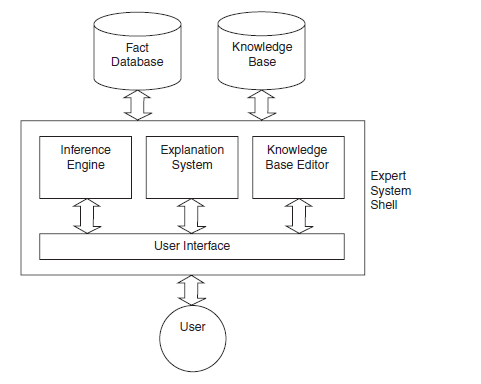 Fact
Database
Knowledge
Base
Inference
Engine
Explanation
System
Knowledge
Base Editor
Expert
System
Shell
User Interface
User